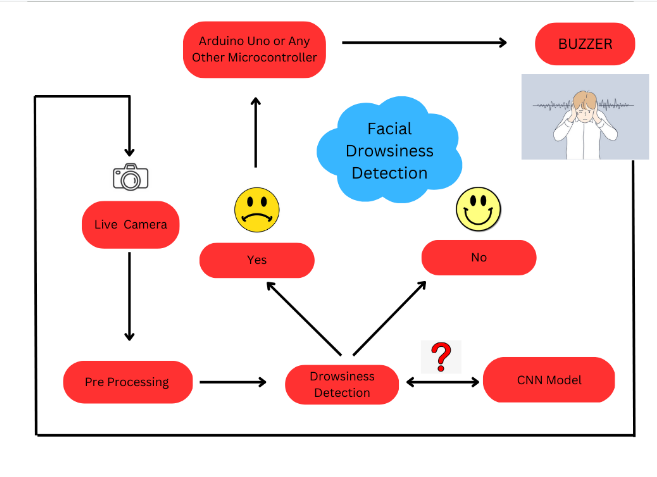 Arduino Uno or Any
Other Microcontroller
BUZZER
Facial
Drowsiness
Detection
Live Camera
Yes
No
Pre Processing
Drowsiness
Detection
?
CNN Model